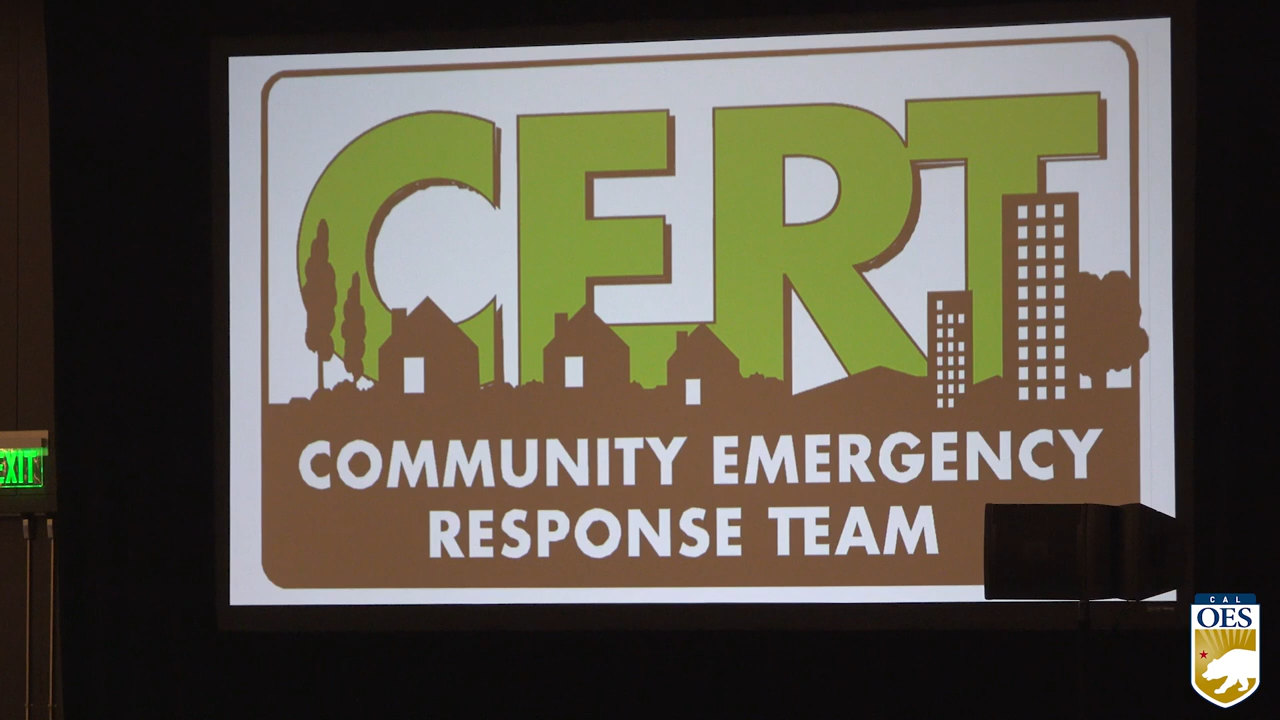 CERT
COMMUNITY EMERGENCY
RESPONSE TEAM
EXIT
CAL
OES